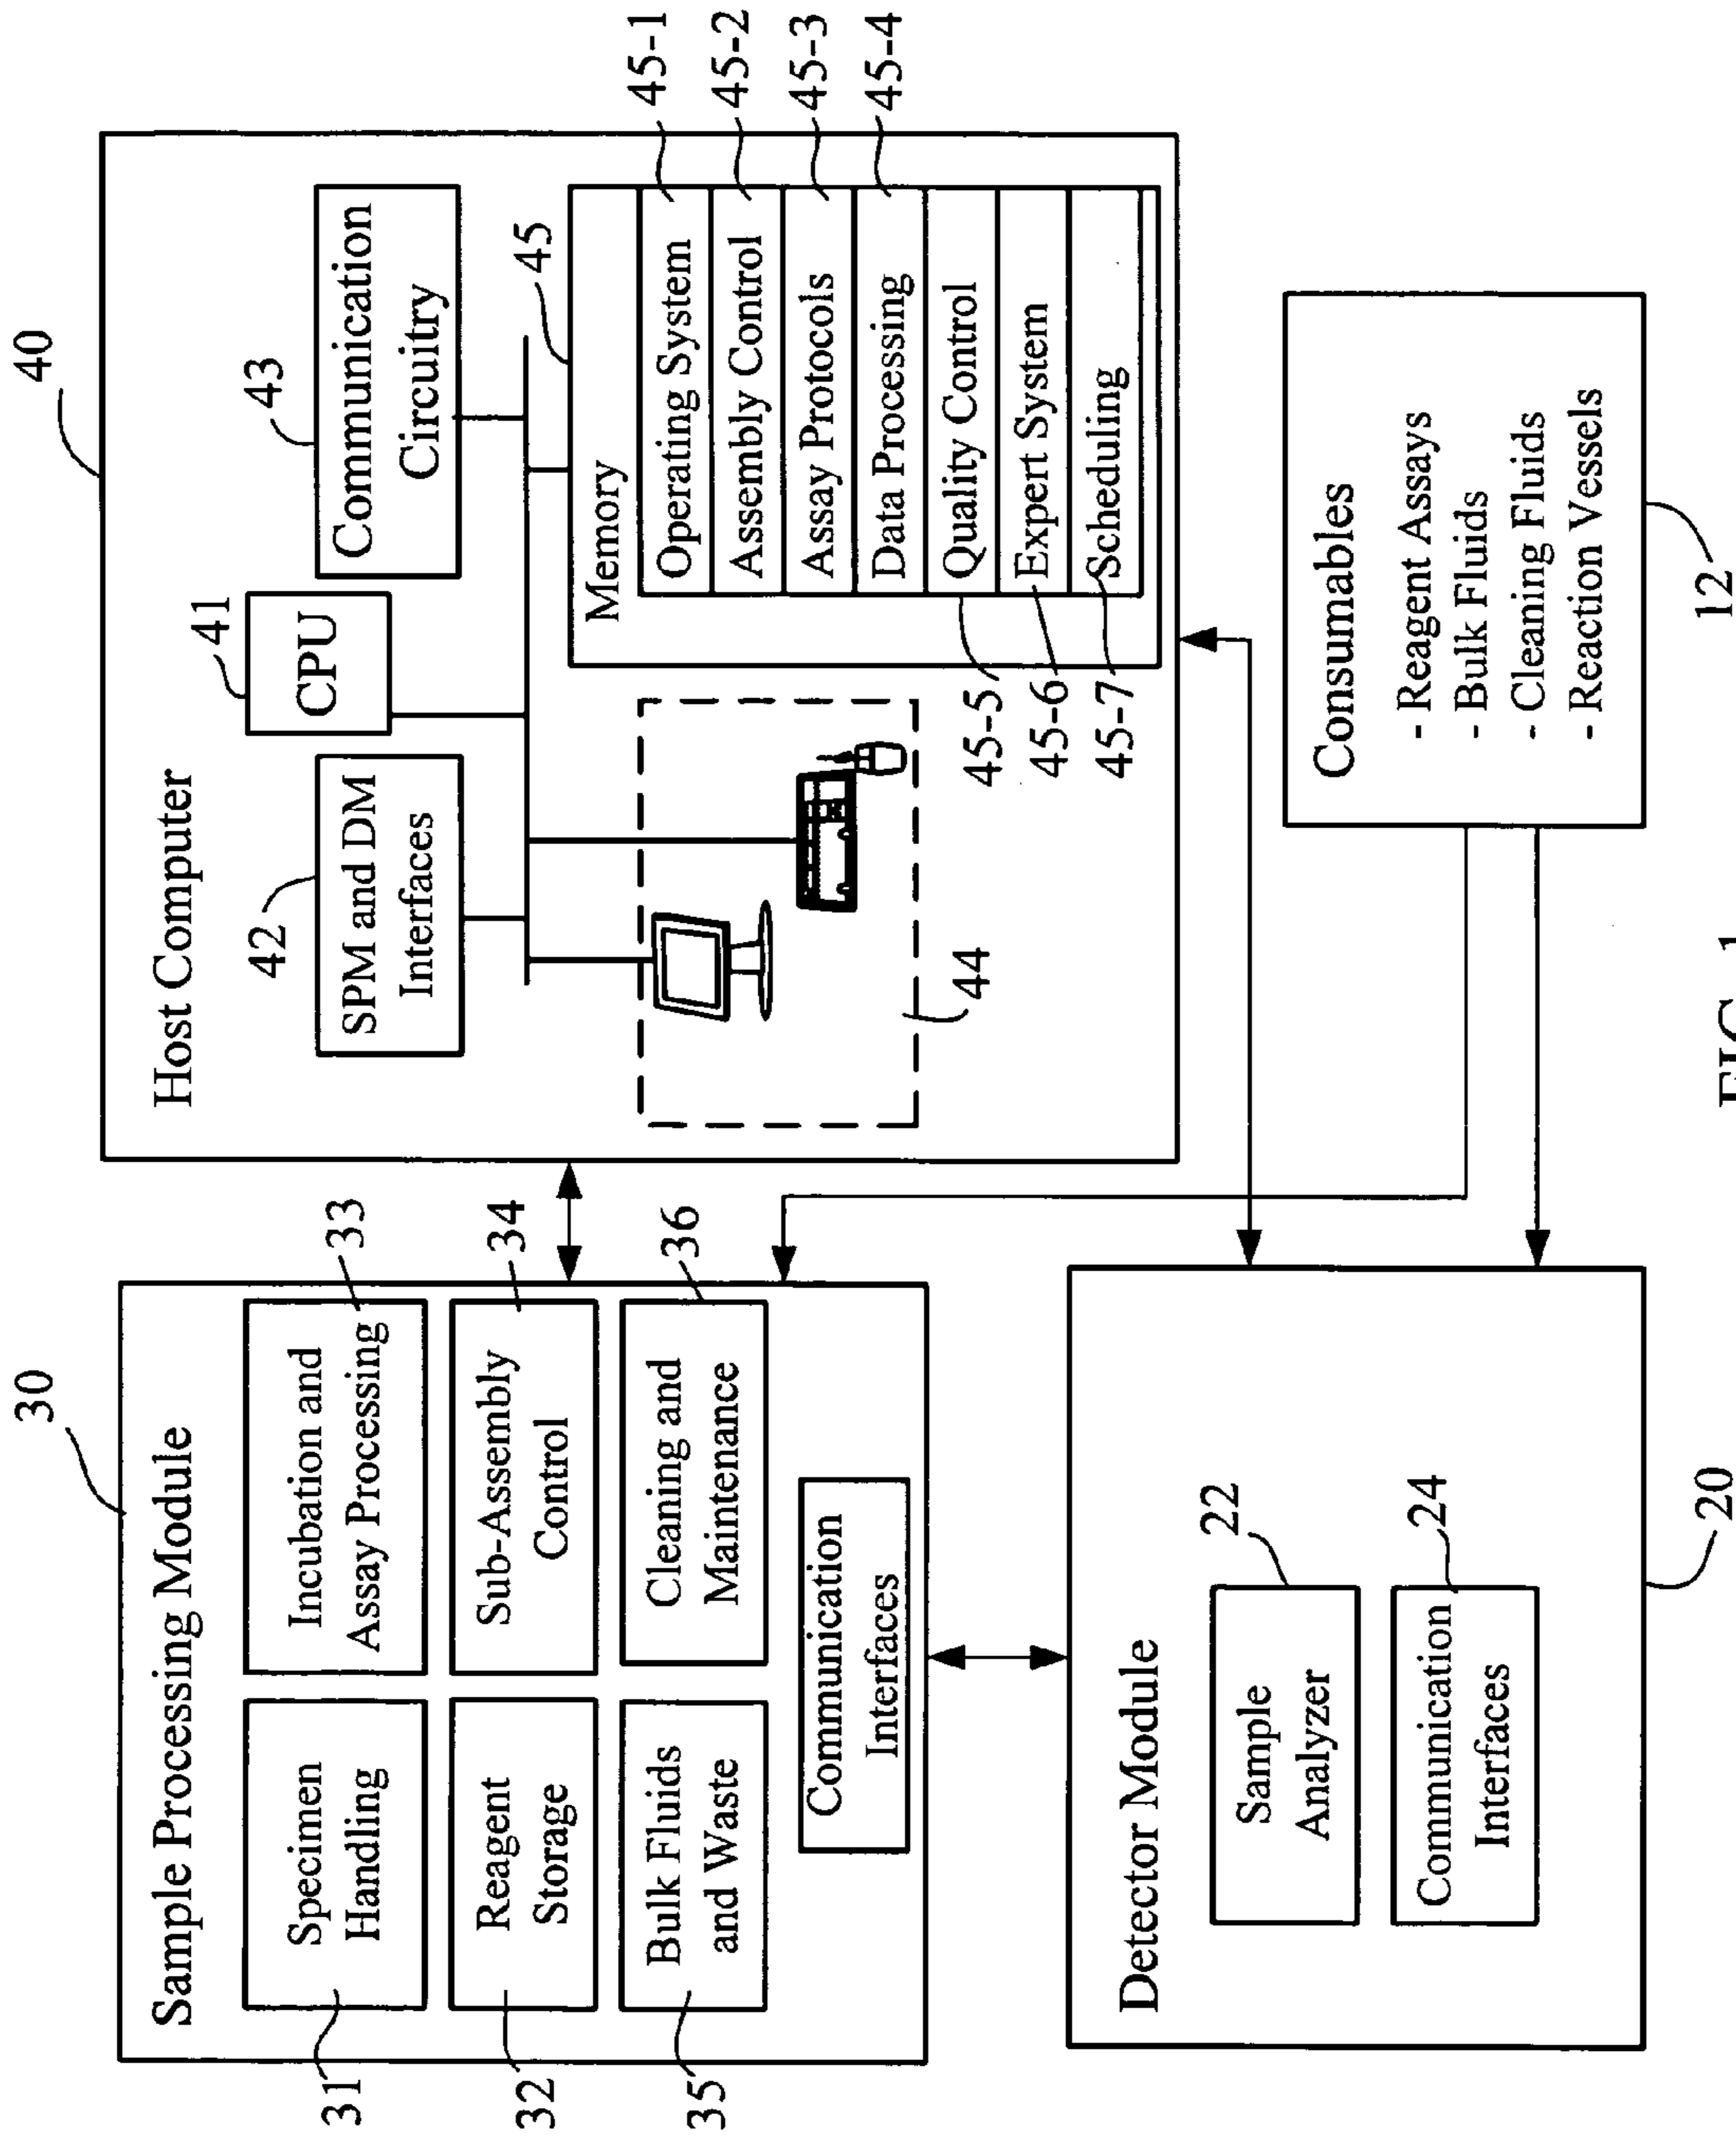 30
Sample Processing Module
Specimen
Handling
31
Incubation and
Assay Processing
33
Reagent
Storage
32
Sub-Assembly
Control
34
Bulk Fluids
and Waste
35
Cleaning and
Maintenance
36
Communication
Interfaces
40
Host Computer
42
SPM and DM
Interfaces
41
CPU
43
Communication
Circuitry
44
45
Memory
Operating System
45-1
Assembly Control
45-2
Assay Protocols
45-3
Data Processing
45-4
Quality Control
45-5
Expert System
45-6
Scheduling
45-7
Detector Module
Sample
Analyzer
22
Communication
Interfaces
24
20
Consumables
- Reagent Assays
- Bulk Fluids
- Cleaning Fluids
- Reaction Vessels
12
FIG. 1